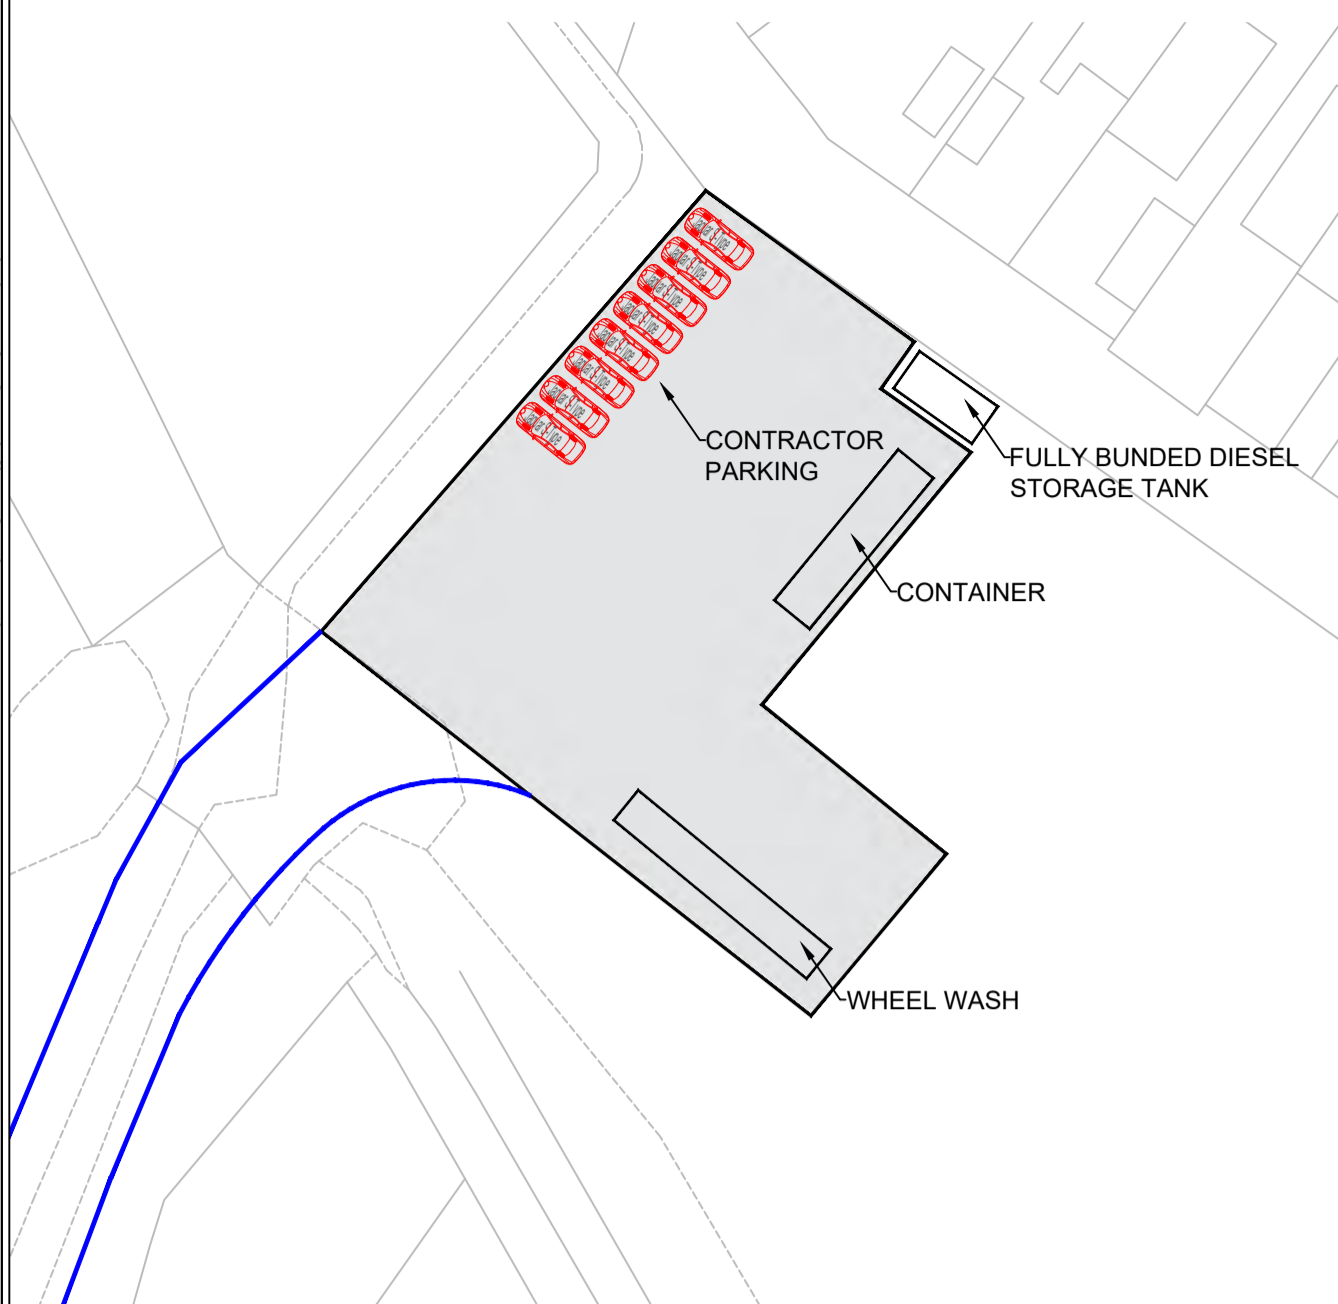 CONTRACTOR
PARKING
FULLY BUNDED DIESEL
STORAGE TANK
CONTAINER
WHEEL WASH